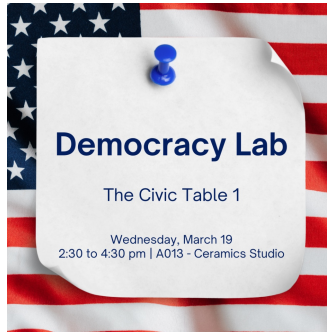 Democracy Lab
The Civic Table 1
Wednesday, March 19
2:30 to 4:30 pm | A013 - Ceramics Studio